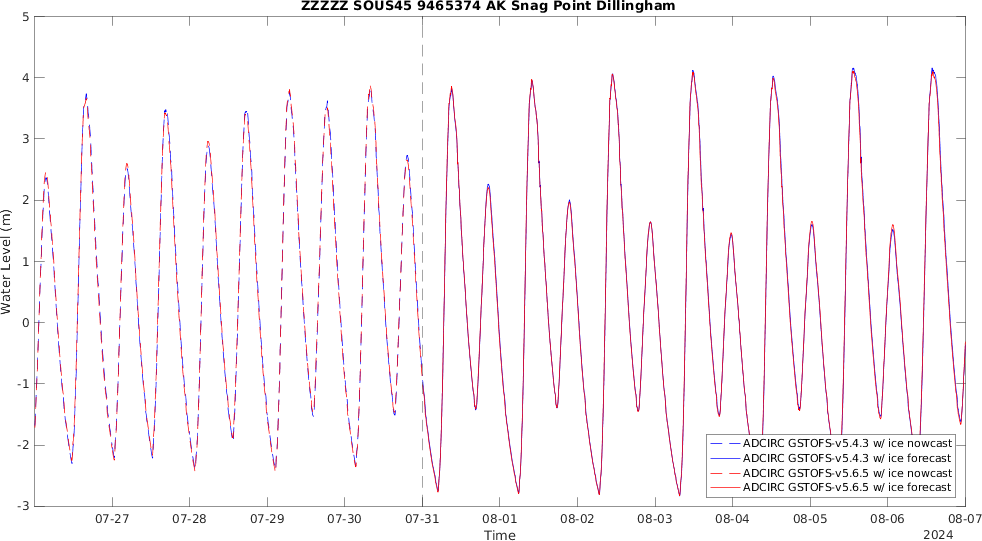 ZZZZZ SOUS45 9465374 AK Snag Point Dillingham
Water Level (m)
5
4
3
2
1
0
-1
-2
-3
ADCIRC GSTOFS-v5.4.3 w/ ice nowcast
ADCIRC GSTOFS-v5.4.3 w/ ice forecast
ADCIRC GSTOFS-v5.6.5 w/ ice nowcast
ADCIRC GSTOFS-v5.6.5 w/ ice forecast
07-27 07-28 07-29 07-30 07-31 08-01 08-02 08-03 08-04 08-05 08-06 08-07
Time
2024